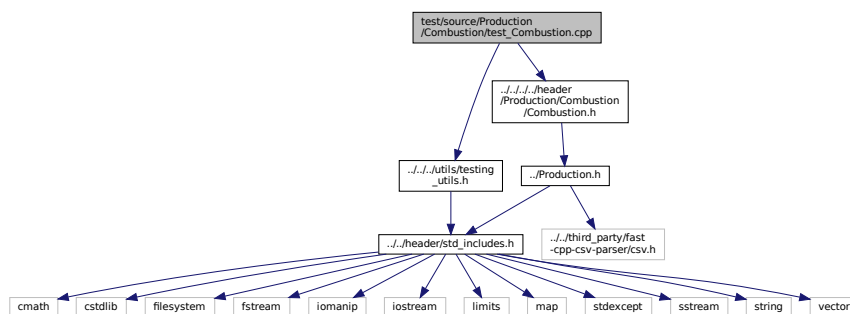 test/source/Production
/Combustion/test_Combustion.cpp
../../../../header
/Production/Combustion
/Combustion.h
../../../utils/testing
_utils.h
../Production.h
../../header/std_includes.h
../../third_party/fast
-cpp-csv-parser/csv.h
cmath
cstdlib
filesystem
fstream
iomanip
iostream
limits
map
stdexcept
sstream
string
vector